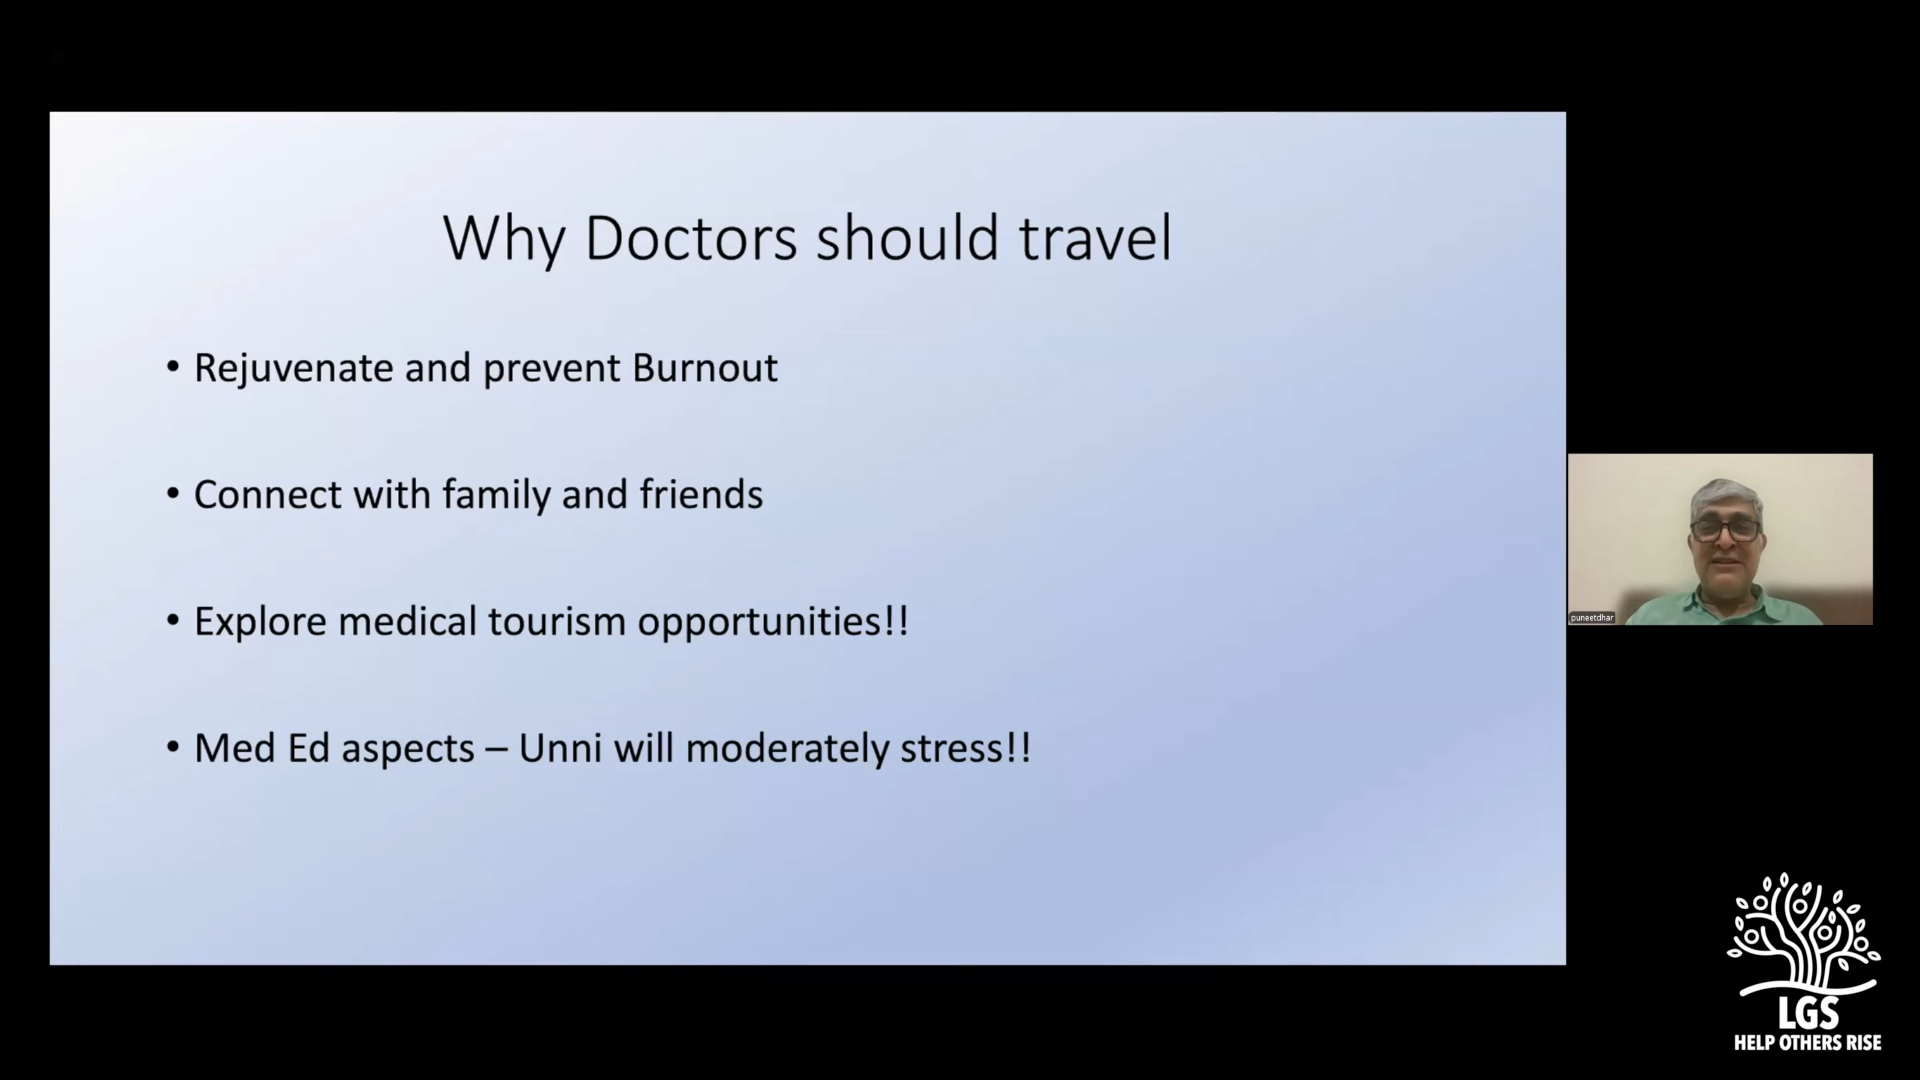 Why Doctors should travel
• Rejuvenate and prevent Burnout
• Connect with family and friends
• Explore medical tourism opportunities!!
• Med Ed aspects – Unni will moderately stress!!
puneetdhar
LGS
HELP OTHERS RISE